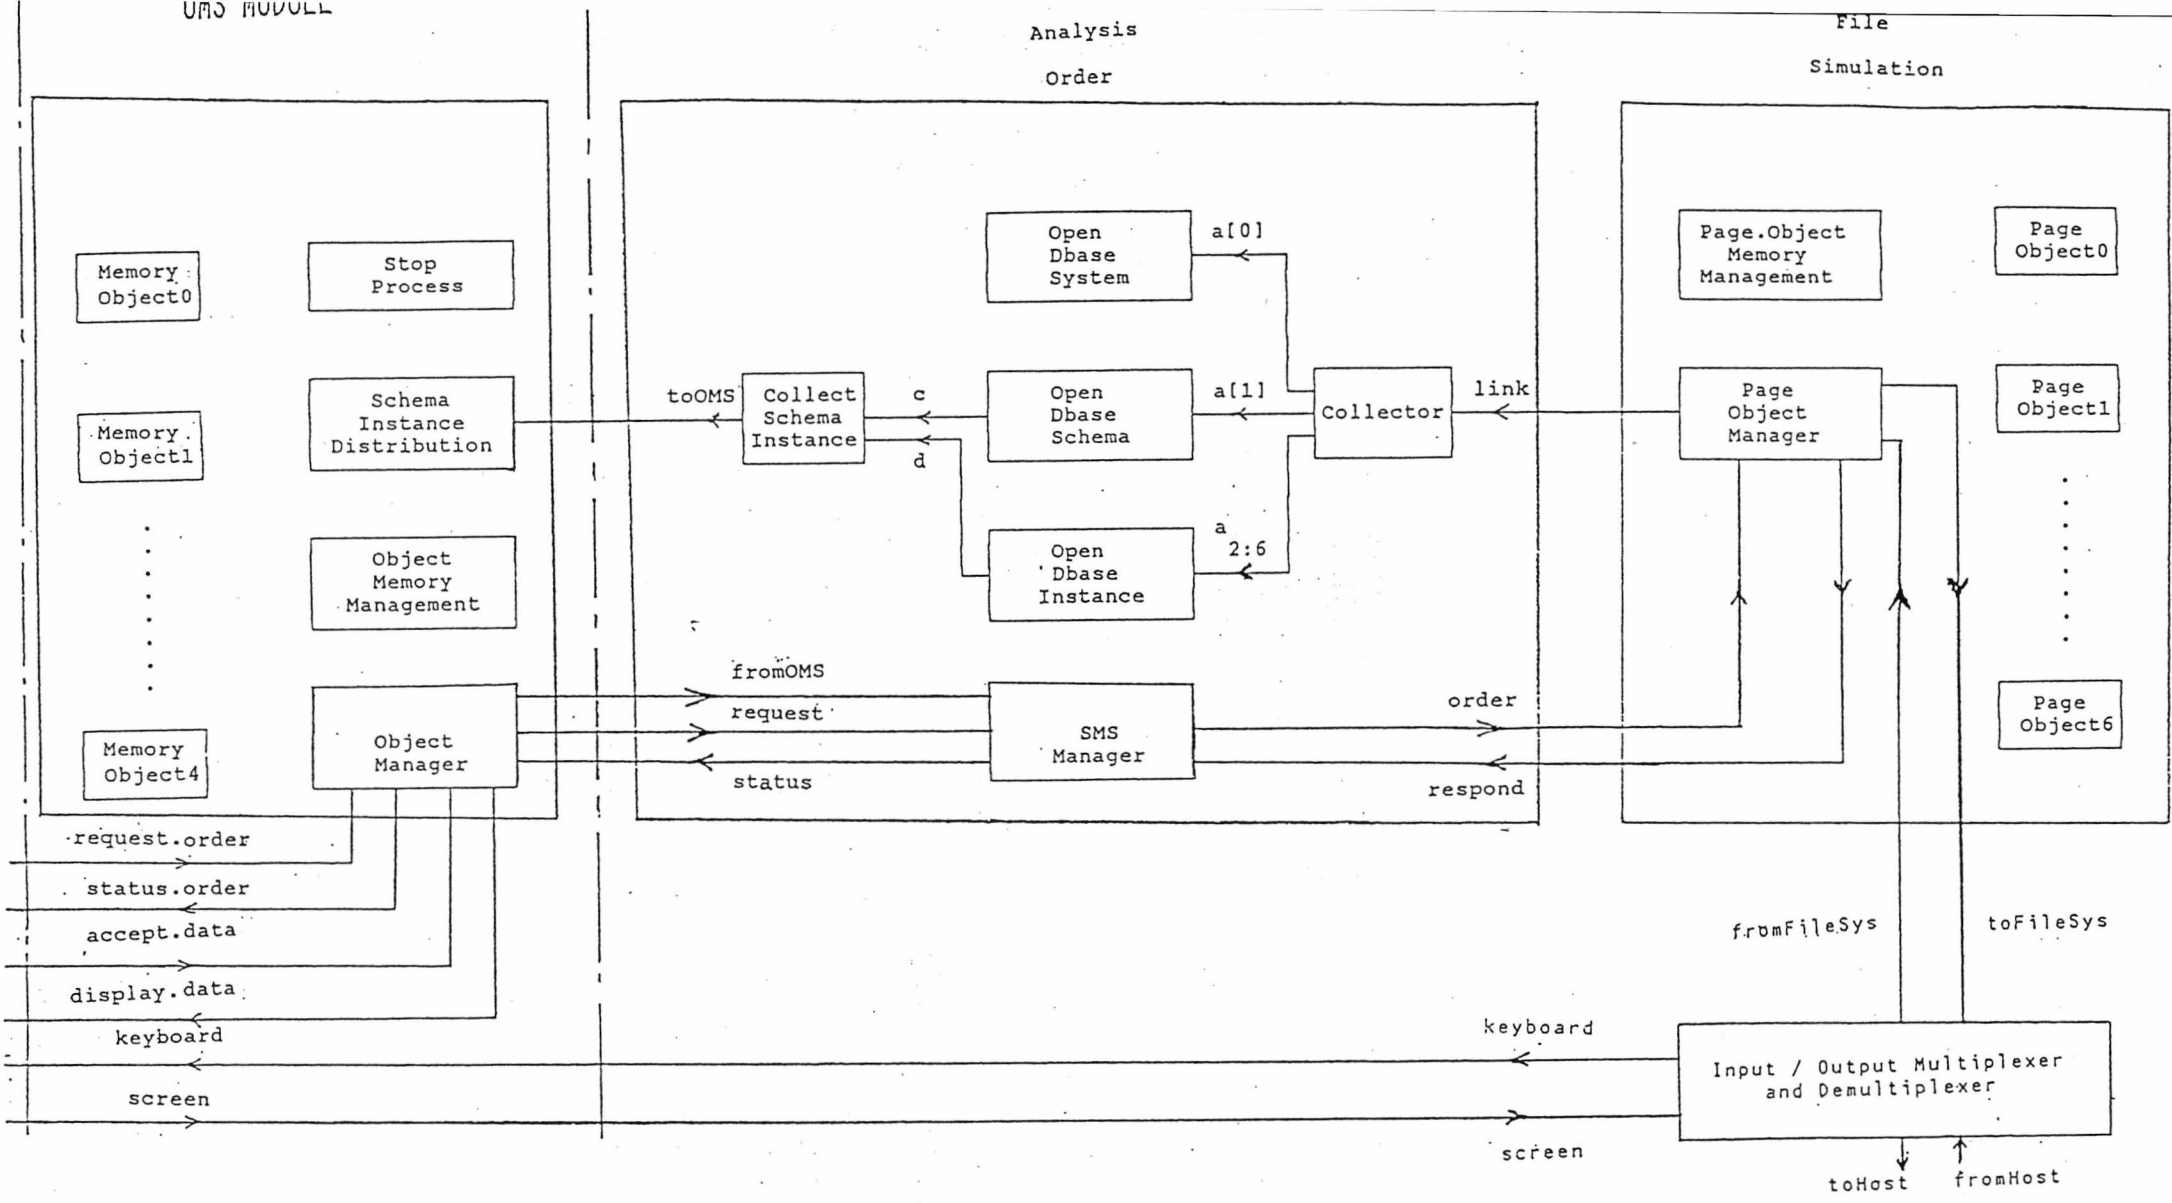 OMS MODULE
Analysis
Order
File
Simulation
Memory
Object0
Stop
Process
Memory
Object1
Schema
Instance
Distribution
Object
Memory
Management
Memory
Object4
Object
Manager
toOMS
Collect
Schema
Instance
c
d
Open
Dbase
System
a[0]
Open
Dbase
Schema
a[1]
Open
Dbase
Instance
a
2:6
Collector
link
fromOMS
request
status
SMS
Manager
order
respond
Page.Object
Memory
Management
Page
Object0
Page
Object
Manager
Page
Object1
Page
Object6
request.order
status.order
accept.data
display.data
keyboard
screen
fromFileSys
toFileSys
keyboard
screen
Input / Output Multiplexer
and Demultiplexer
toHost
fromHost